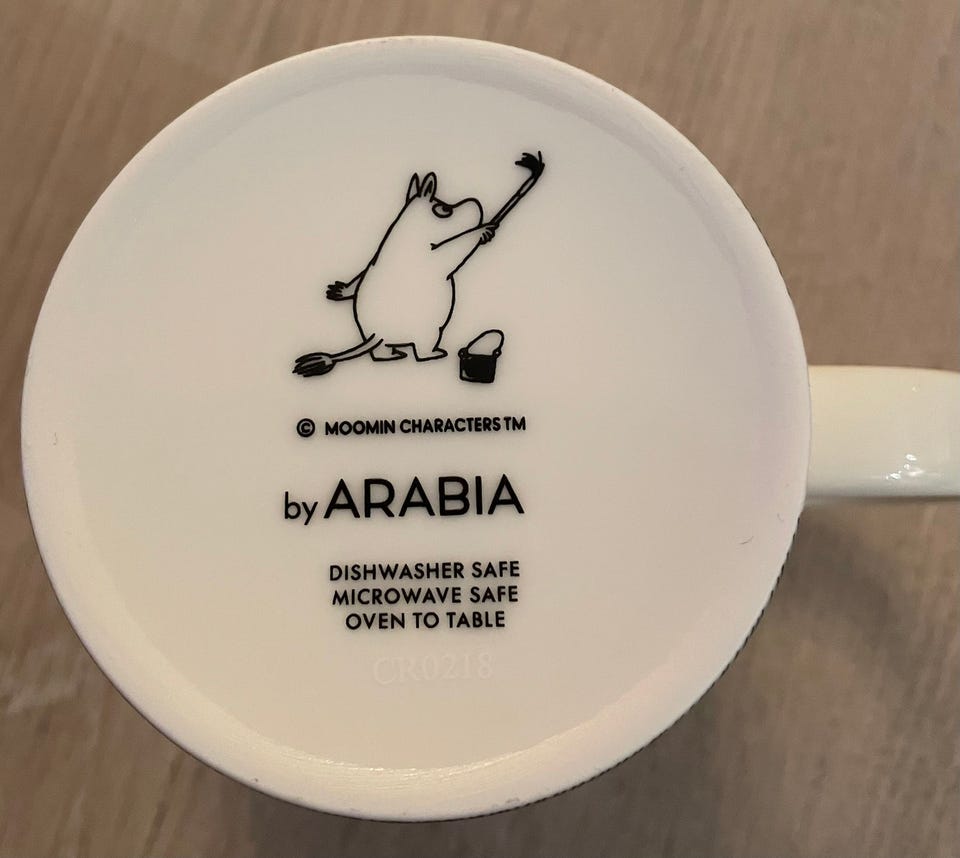 © MOOMIN CHARACTERS TM
by ARABIA
DISHWASHER SAFE
MICROWAVE SAFE
OVEN TO TABLE
CR0218